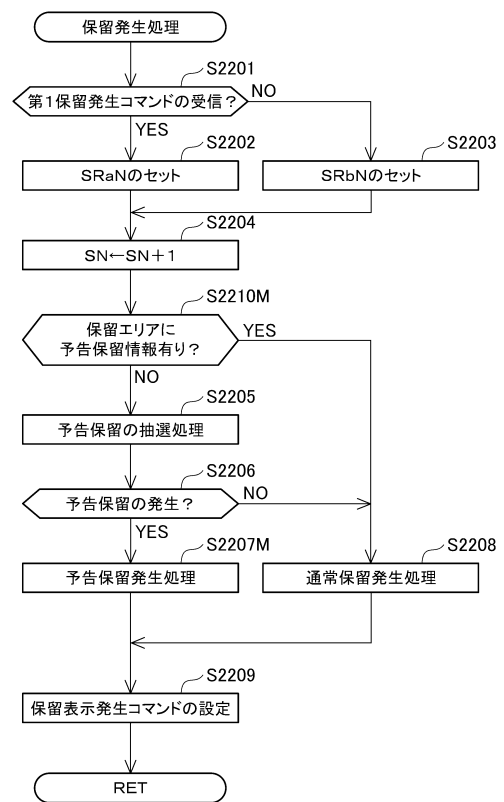 保留発生処理
S2201
第1保留発生コマンドの受信？
NO
YES
S2202
SRaNのセット
S2203
SRbNのセット
S2204
SN←SN＋1
S2210M
保留エリアに
予告保留情報有り？
YES
NO
S2205
予告保留の抽選処理
S2206
予告保留の発生？
NO
YES
S2207M
予告保留発生処理
S2208
通常保留発生処理
S2209
保留表示発生コマンドの設定
RET